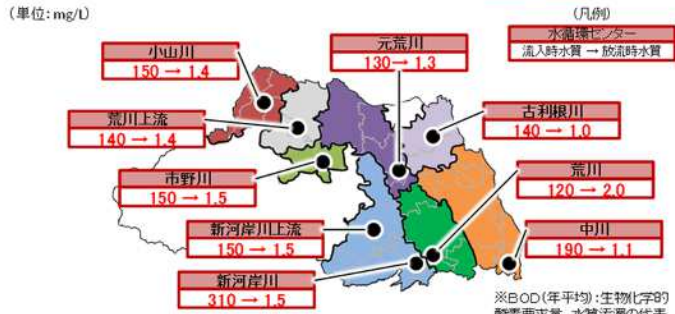 (単位:mg/L)
(凡例)
水循環センター
流入時水質 → 放流時水質
小山川
150 → 1.4
元荒川
130→1.3
荒川上流
140 → 1.4
古利根川
140 → 1.0
市野川
150 → 1.5
荒川
120 → 2.0
新河岸川上流
150 → 1.5
中川
190 → 1.1
新河岸川
310 → 1.5
※BOD(年平均):生物化学的